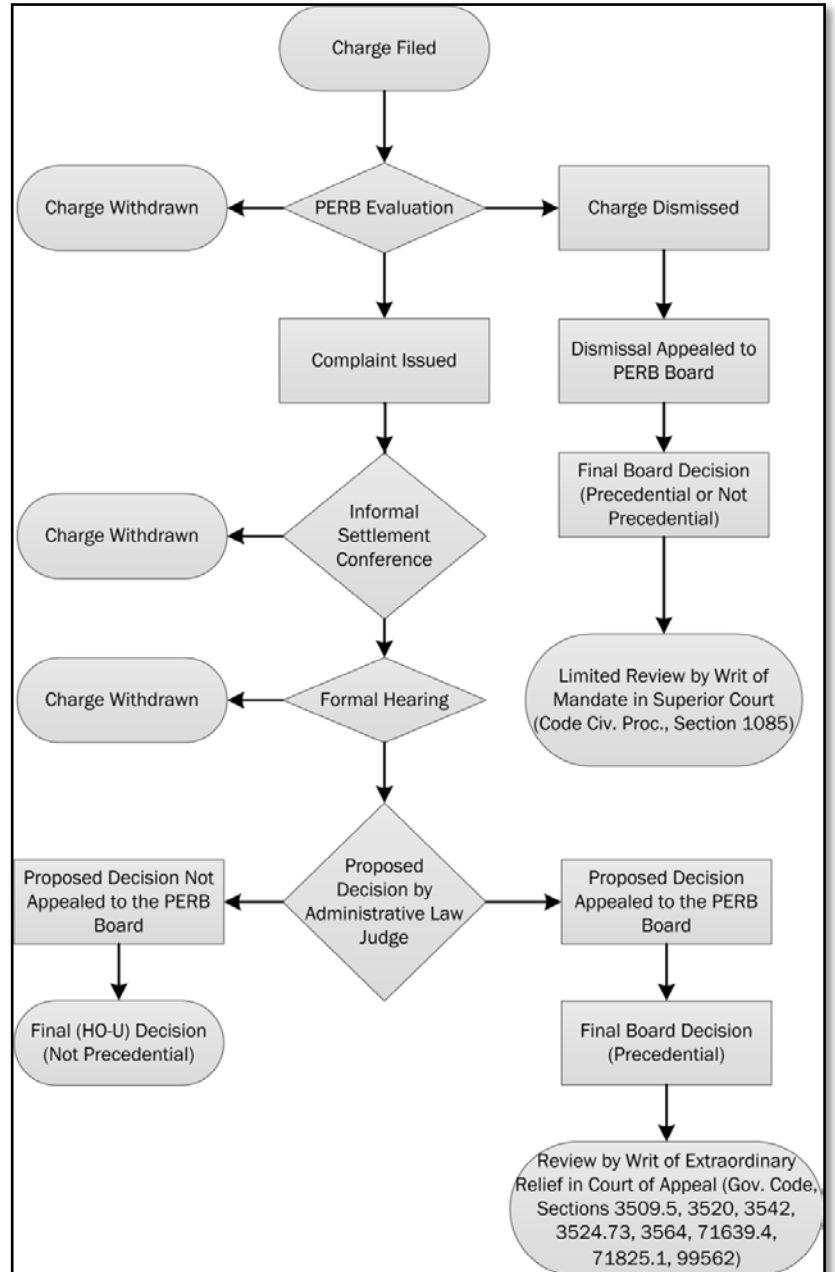 Charge Filed
Charge Withdrawn
PERB Evaluation
Charge Dismissed
Complaint Issued
Dismissal Appealed to
PERB Board
Charge Withdrawn
Informal
Settlement
Conference
Final Board Decision
(Precedential or Not
Precedential)
Charge Withdrawn
Formal Hearing
Limited Review by Writ of
Mandate in Superior Court
(Code Civ. Proc., Section 1085)
Proposed Decision Not
Appealed to the PERB
Board
Proposed
Decision by
Administrative Law
Judge
Proposed Decision
Appealed to the PERB
Board
Final (HO-U) Decision
(Not Precedential)
Final Board Decision
(Precedential)
Review by Writ of Extraordinary
Relief in Court of Appeal (Gov. Code,
Sections 3509.5, 3520, 3542,
3524.73, 3564, 71639.4,
71825.1, 99562)